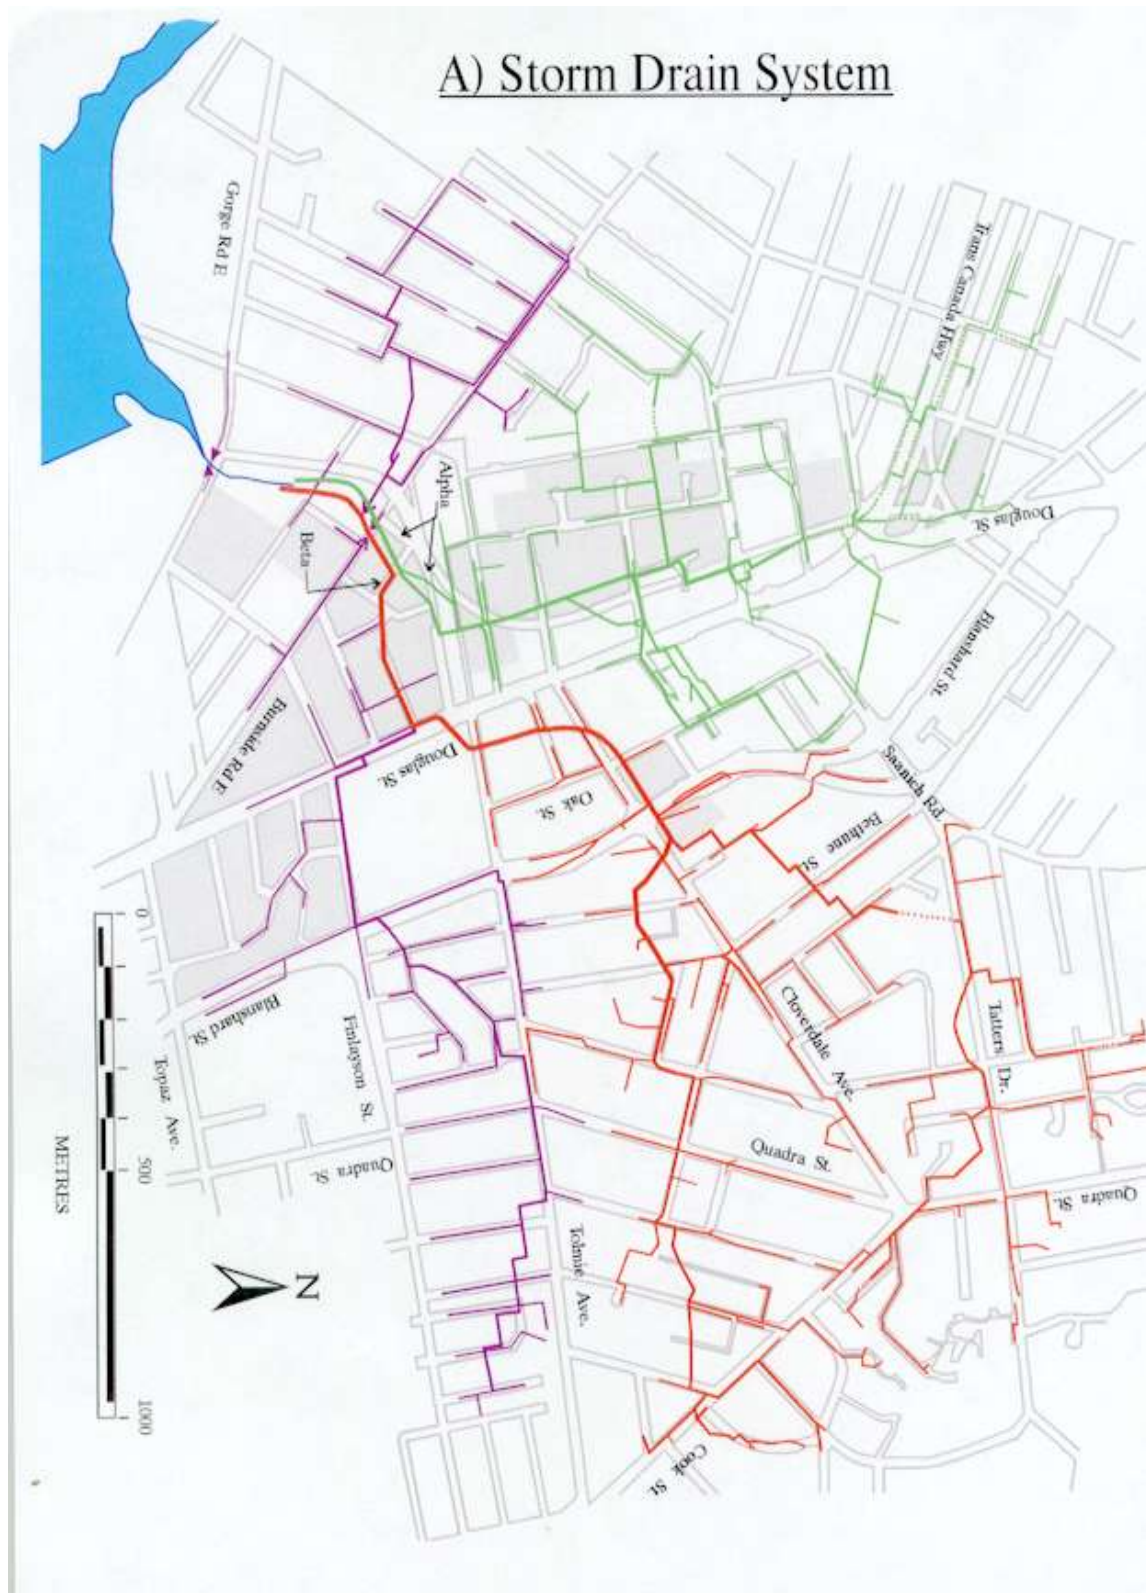 A) Storm Drain System
Gorge Rd E
Trans Canada Hwy
Alpha
Douglas St.
Beta
Blanshard St.
Burnside Rd E
Douglas St.
Oak St.
Saanich Rd.
Bethune St.
Blanshard St.
Finlayson St.
Topaz Ave.
Cloverdale Ave.
Tatters Dr.
Quadra St.
Quadra St.
Quadra St.
Tolmie Ave.
Cook St.
N
0
500
1000
METRES